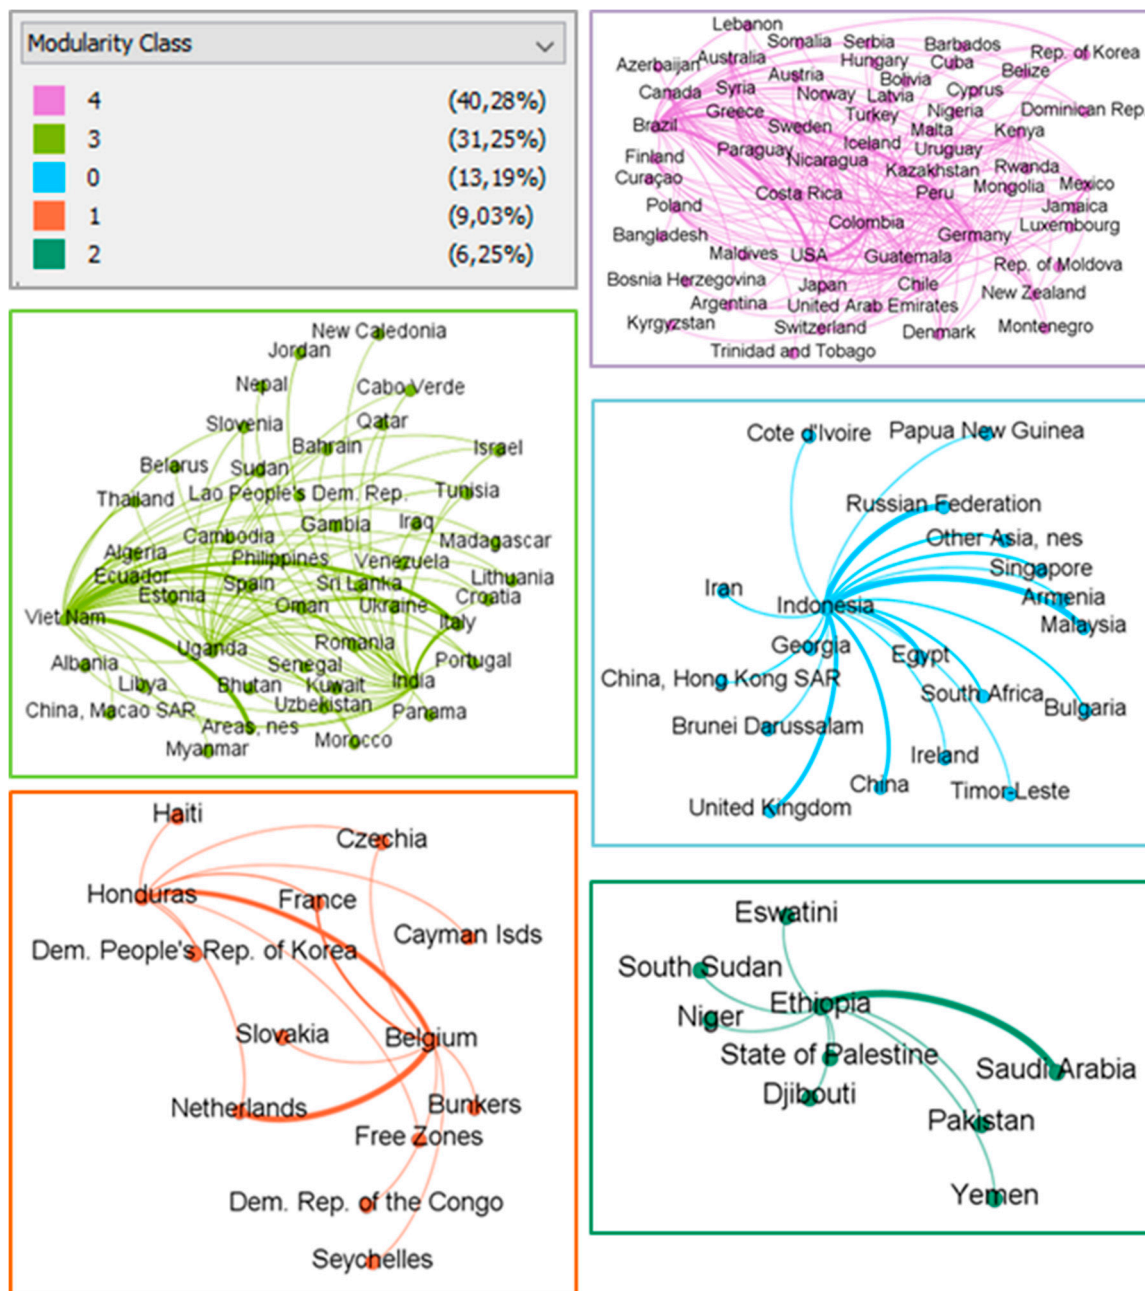 Modularity Class
4 (40,28%)
3 (31,25%)
0 (13,19%)
1 (9,03%)
2 (6,25%)
Lebanon
Somalia Serbia Barbados
Rep. of Korea
Azerbaijan Australia Hungary Cuba
Austria Bolivia Belize
Canada Syria Norway Latvia Cyprus
Brazil Greece Turkey Nigeria Dominican Rep.
Sweden Malta Kenya
Paraguay Iceland Uruguay
Finland Nicaragua Kazakhstan Rwanda
Curaçao Costa Rica Peru Mongolia Mexico
Poland Colombia Jamaica
Bangladesh Germany Luxembourg
Maldives USA Guatemala Rep. of Moldova
Bosnia Herzegovina Japan Chile New Zealand
Argentina United Arab Emirates
Kyrgyzstan Switzerland Denmark Montenegro
Trinidad and Tobago
New Caledonia
Jordan
Nepal Cabo Verde
Slovenia Qatar
Bahrain Israel
Belarus Sudan
Thailand Lao People's Dem. Rep. Tunisia
Gambia Iraq
Cambodia Madagascar
Algeria Philippines Venezuela
Ecuador Spain Sri Lanka Lithuania
Estonia Oman Ukraine Croatia
Viet Nam Italy
Uganda Romania
Albania Senegal Portugal
Libya Bhutan Kuwait India
China, Macao SAR Uzbekistan Panama
Areas, nes
Myanmar Morocco
Cote d'Ivoire Papua New Guinea
Russian Federation
Other Asia, nes
Singapore
Iran Indonesia Armenia
Malaysia
Georgia Egypt
China, Hong Kong SAR South Africa
Brunei Darussalam Bulgaria
Ireland
China Timor-Leste
United Kingdom
Haiti
Czechia
Honduras France
Cayman Isds
Dem. People's Rep. of Korea
Slovakia Belgium
Netherlands Bunkers
Free Zones
Dem. Rep. of the Congo
Seychelles
Eswatini
South Sudan
Ethiopia
Niger
State of Palestine Saudi Arabia
Djibouti
Pakistan
Yemen